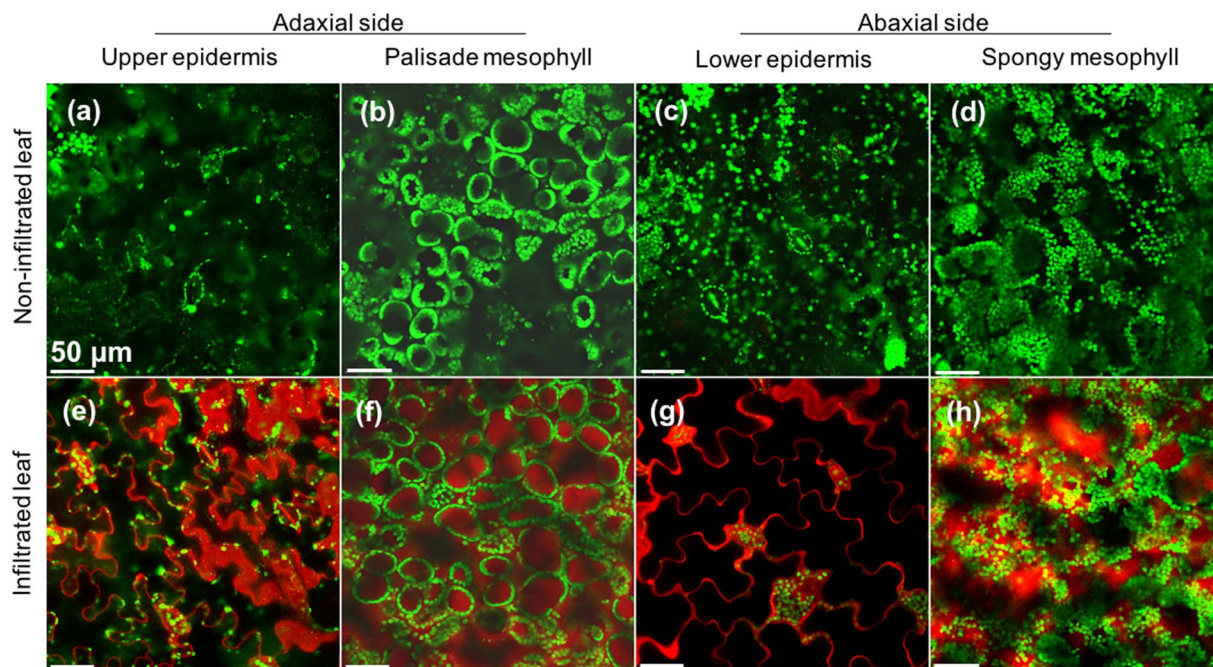 Adaxial side
Abaxial side
Upper epidermis
Palisade mesophyll
Lower epidermis
Spongy mesophyll
Non-infiltrated leaf
(a)
(b)
(c)
(d)
50 μm
Infiltrated leaf
(e)
(f)
(g)
(h)